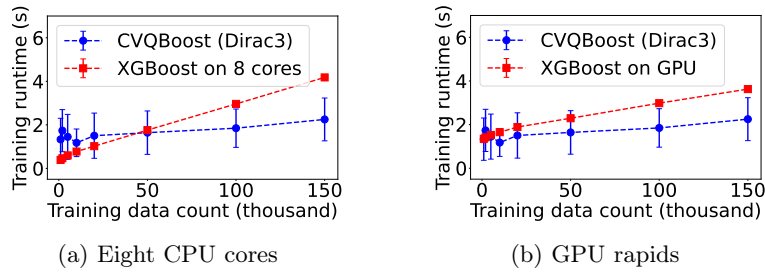 Training runtime (s)
6
4
2
0
CVQBoost (Dirac3)
XGBoost on 8 cores
0
50
100
150
Training data count (thousand)
(a) Eight CPU cores
Training runtime (s)
6
4
2
0
CVQBoost (Dirac3)
XGBoost on GPU
0
50
100
150
Training data count (thousand)
(b) GPU rapids